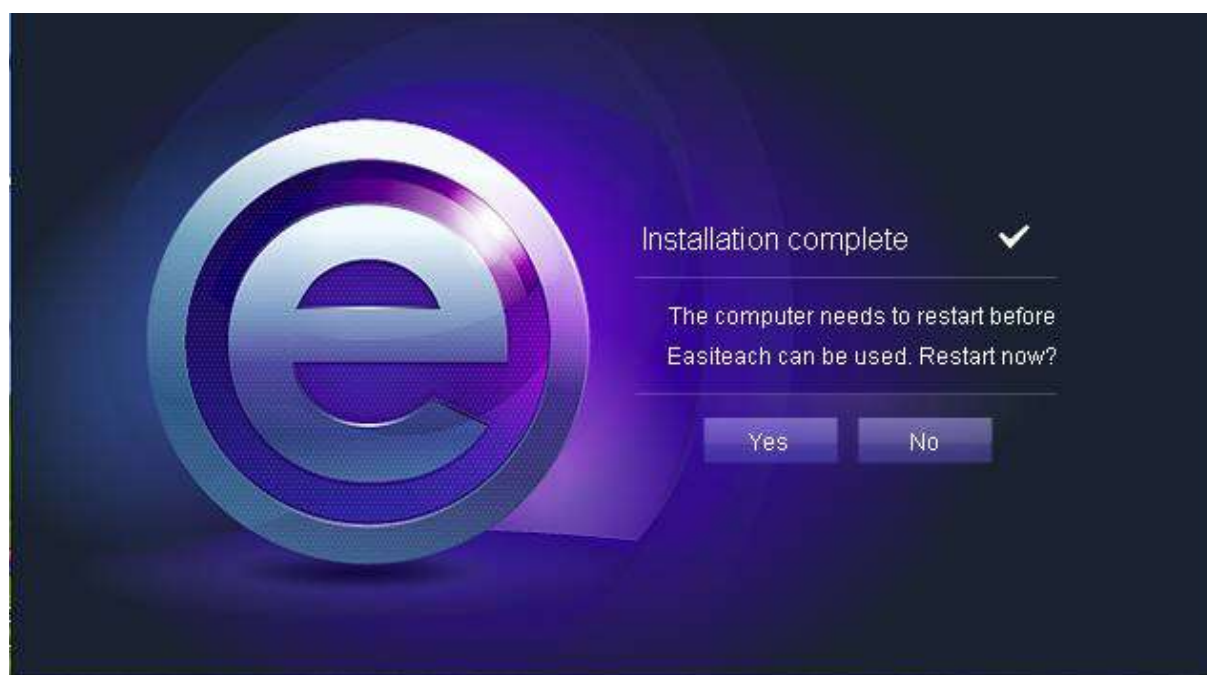 e
Installation complete
The computer needs to restart before
Easiteach can be used. Restart now?
Yes No